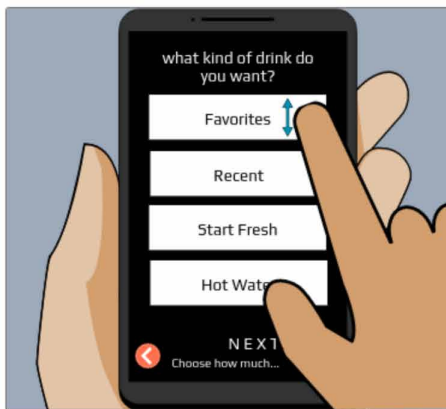 what kind of drink do
you want?
Favorites
Recent
Start Fresh
Hot
NEXT
Choose how much...